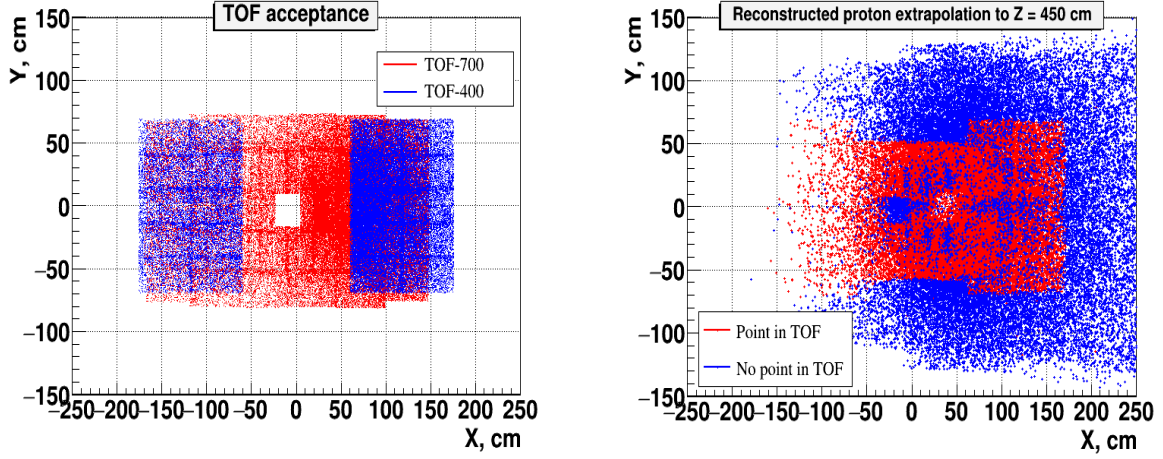 TOF acceptance
Y, cm
150
100
50
0
−50
−100
−150
TOF-700
TOF-400
−250 −200 −150 −100 −50 0 50 100 150 200 250
X, cm
Reconstructed proton extrapolation to Z = 450 cm
Y, cm
150
100
50
0
−50
−100
−150
Point in TOF
No point in TOF
−250 −200 −150 −100 −50 0 50 100 150 200 250
X, cm